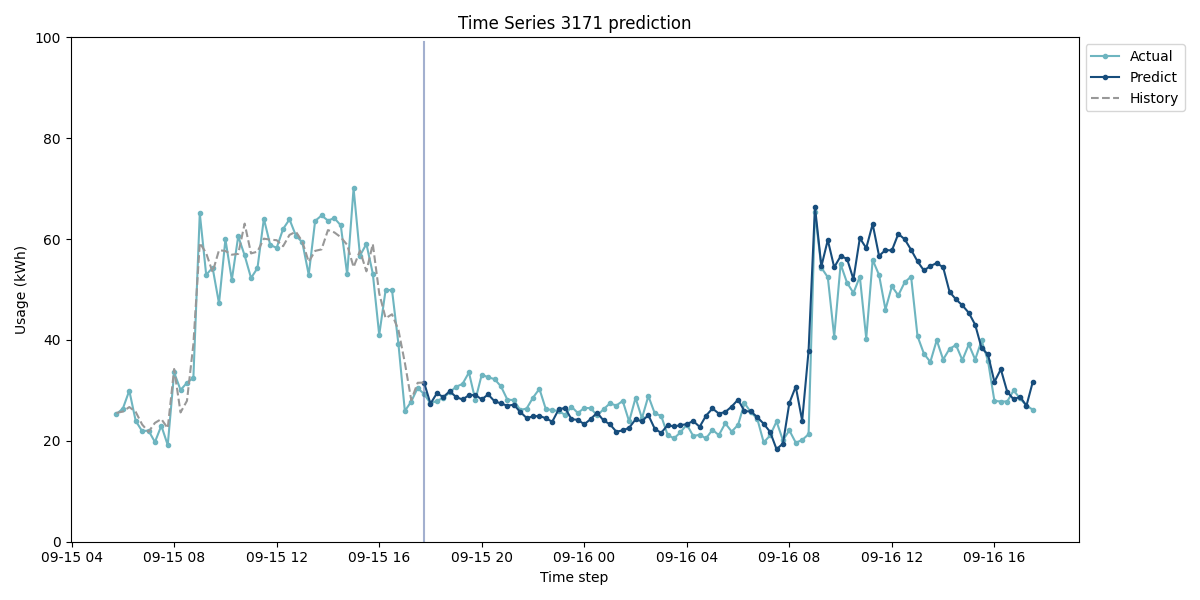 Time Series 3171 prediction
100
80
60
40
20
0
Usage (kWh)
09-15 04
09-15 08
09-15 12
09-15 16
09-15 20
09-16 00
09-16 04
09-16 08
09-16 12
09-16 16
Time step
Actual
Predict
History